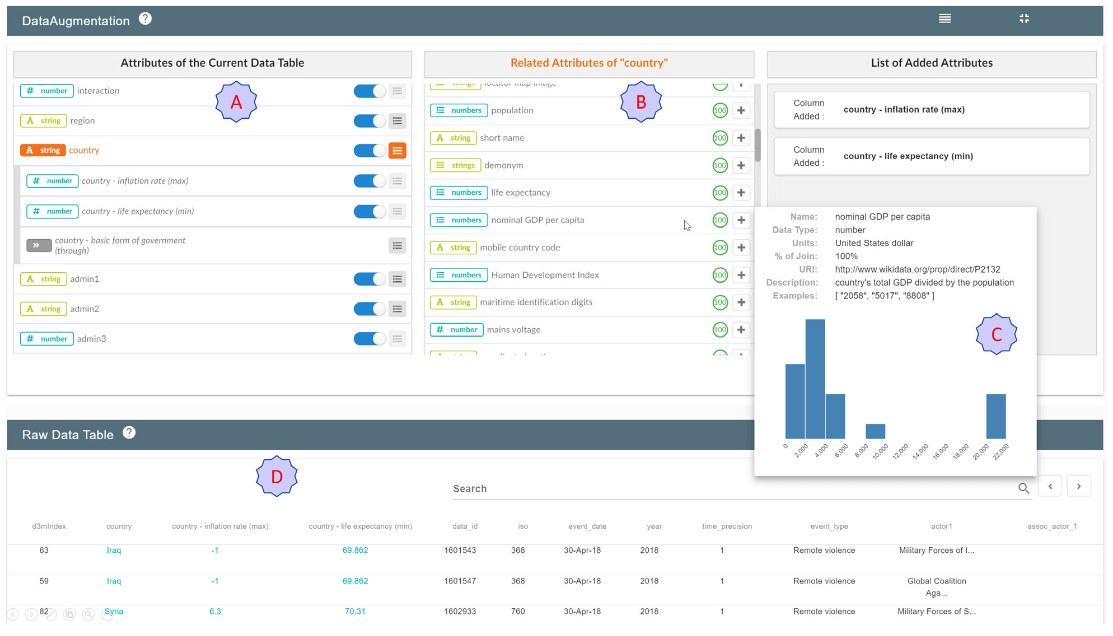 DataAugmentation ?
Attributes of the Current Data Table
# number interaction
A string region
A string country
# number country - inflation rate (max)
# number country - life expectancy (min)
» country - basic form of government
(through)
A string admin1
A string admin2
# number admin3
A
Related Attributes of "country"
numbers population 100 +
A string short name 100 +
strings demonym 100 +
numbers life expectancy 100 +
numbers nominal GDP per capita 100 +
A string mobile country code 100 +
numbers Human Development Index 100 +
A string maritime identification digits 100 +
# number mains voltage 100 +
B
List of Added Attributes
Column
Added : country - inflation rate (max)
Column
Added : country - life expectancy (min)
Name: nominal GDP per capita
Data Type: number
Units: United States dollar
% of Join: 100%
URI: http://www.wikidata.org/prop/direct/P2132
Description: country's total GDP divided by the population
Examples: [ "2058", "5017", "8808" ]
C
0 2,000 4,000 6,000 8,000 10,000 12,000 14,000 16,000 18,000 20,000 22,000
Raw Data Table ?
D
Search
d3mIndex country country - inflation rate (max) country - life expectancy (min) data_id iso event_date year time_precision event_type actor1 assoc_actor_1
63 Iraq -1 69.862 1601543 368 30-Apr-18 2018 1 Remote violence Military Forces of I...
59 Iraq -1 69.862 1601547 368 30-Apr-18 2018 1 Remote violence Global Coalition
Aga...
82 Syria 6.3 70.31 1602933 760 30-Apr-18 2018 1 Remote violence Military Forces of S...